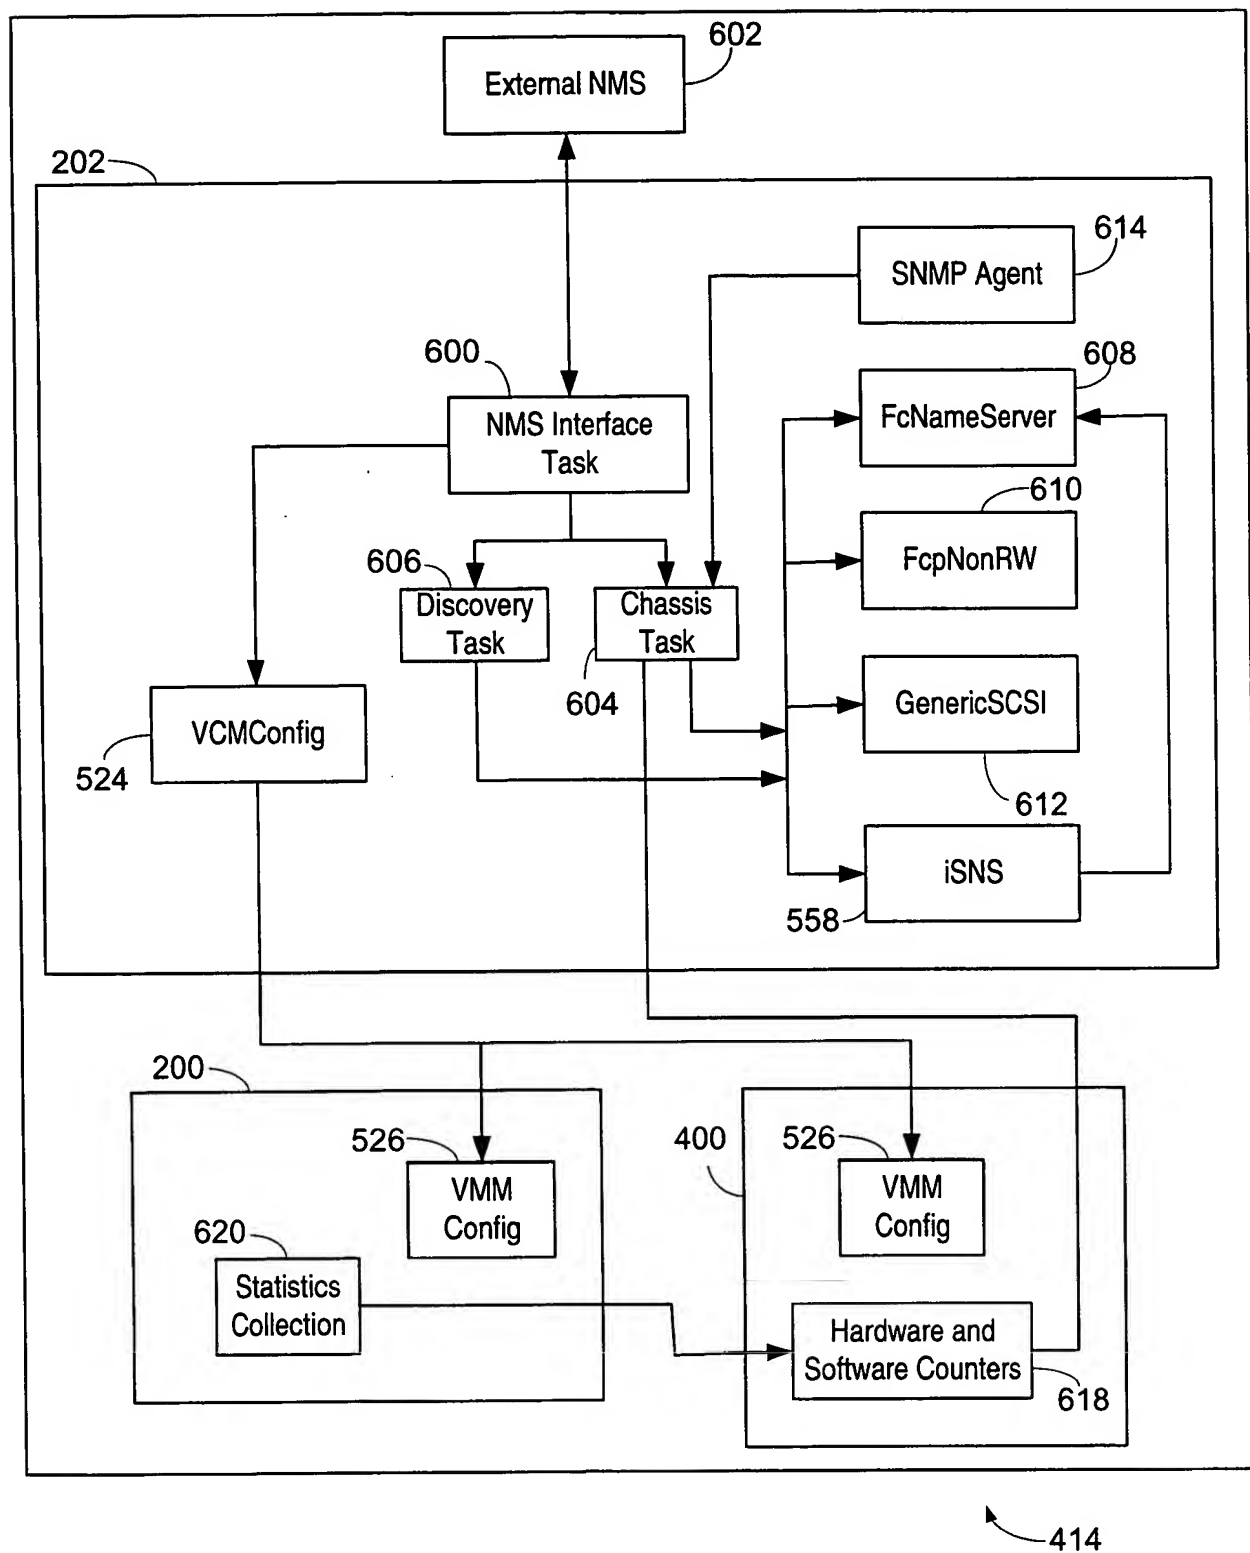 602
External NMS
202
614
SNMP Agent
600
608
NMS Interface
Task
FcNameServer
610
606
FcpNonRW
Discovery
Task
Chassis
Task
604
GenericSCSI
VCMConfig
524
612
iSNS
558
200
526
400
526
VMM
Config
VMM
Config
620
Statistics
Collection
Hardware and
Software Counters
618
414